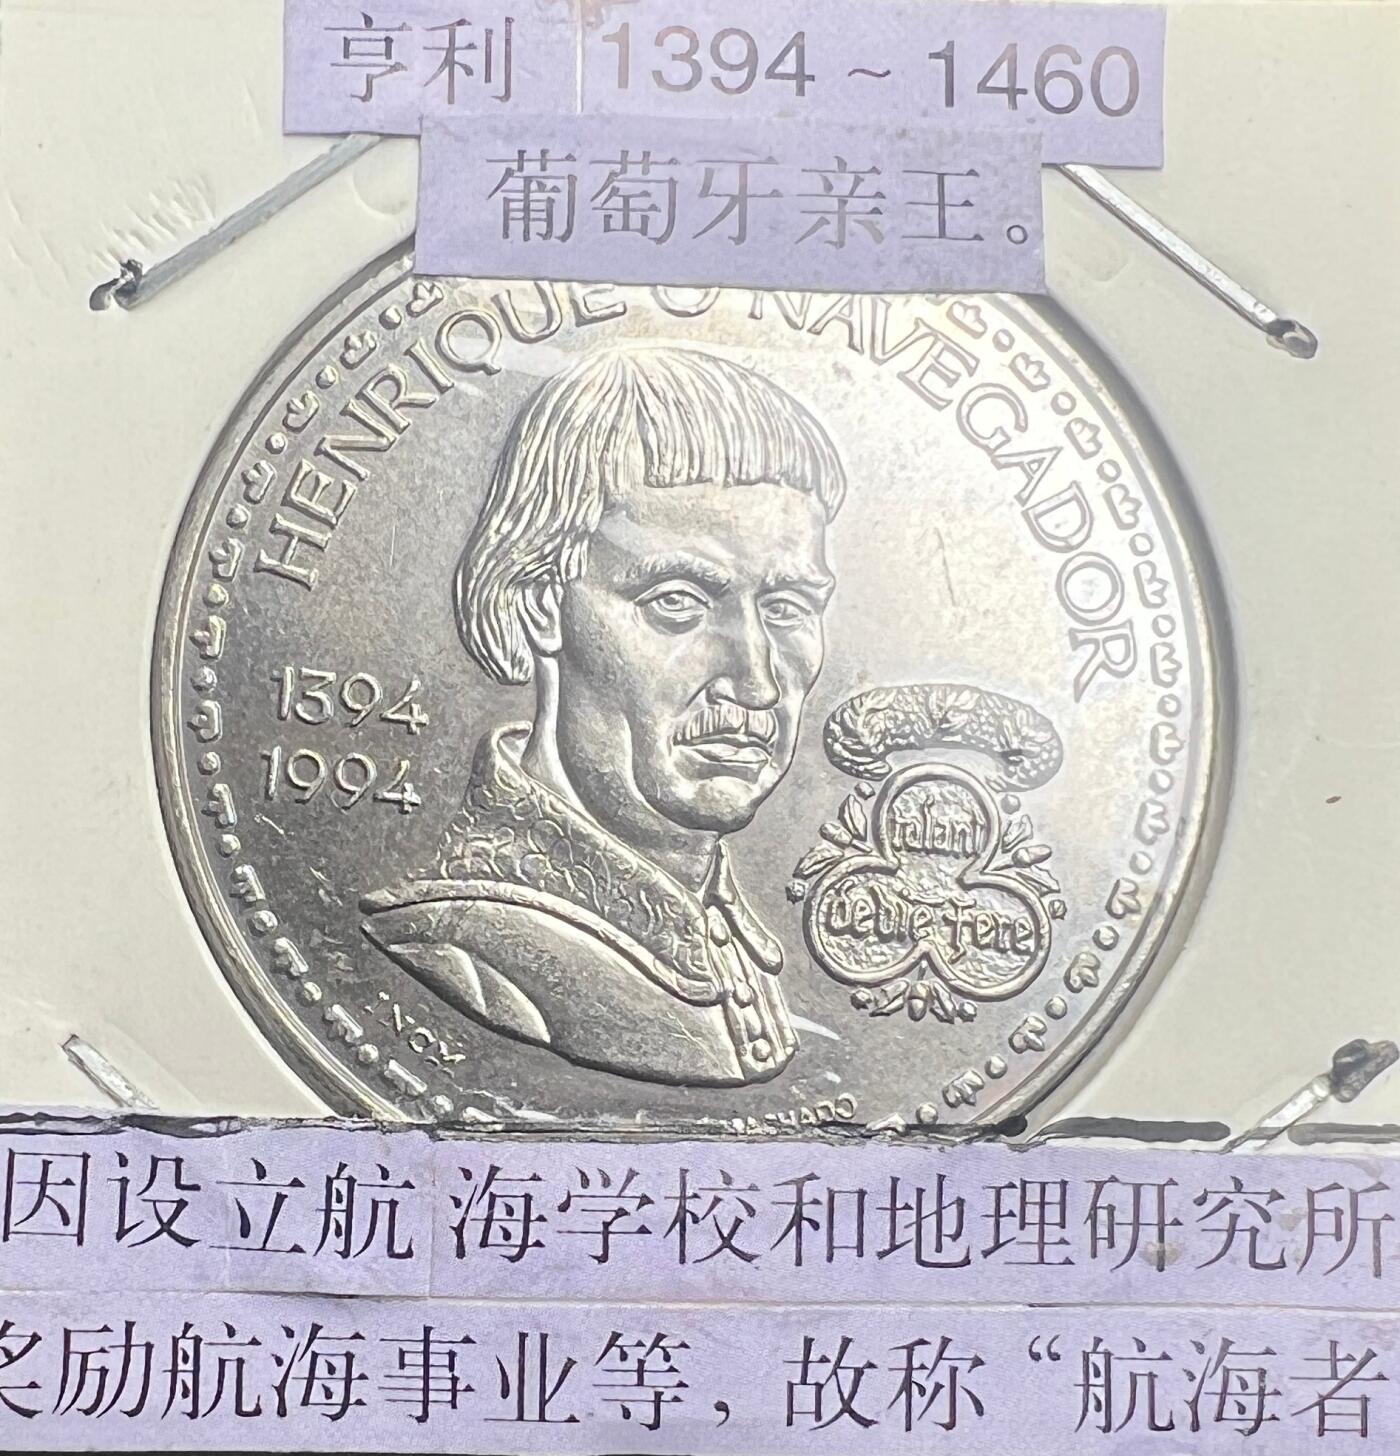 亨利 1394 ~ 1460
葡萄牙亲王。
HENRIQUE O NAVEGADOR
1394
1994
talant
de bie fere
INCM
因设立航海学校和地理研究所
奖励航海事业等，故称“航海者